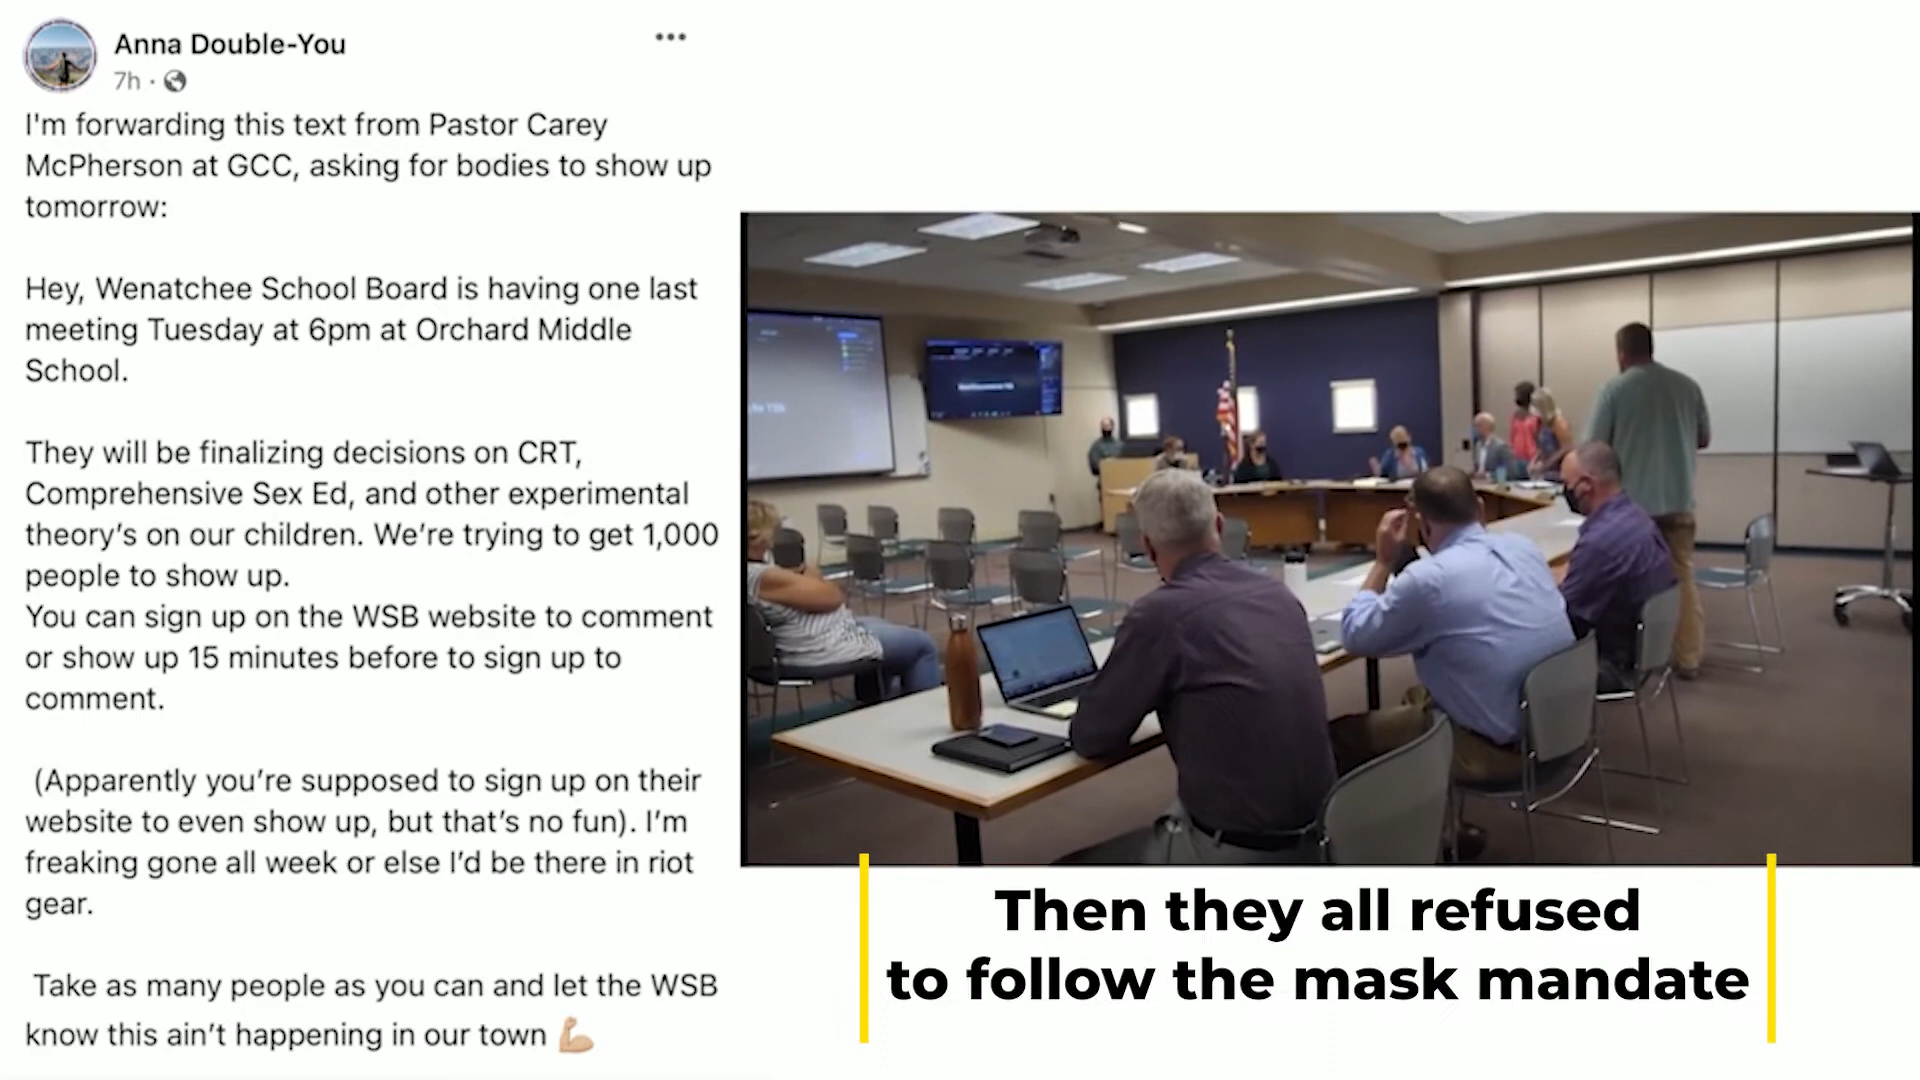 Anna Double-You
7h ·
I'm forwarding this text from Pastor Carey
McPherson at GCC, asking for bodies to show up
tomorrow:
Hey, Wenatchee School Board is having one last
meeting Tuesday at 6pm at Orchard Middle
School.
They will be finalizing decisions on CRT,
Comprehensive Sex Ed, and other experimental
theory's on our children. We're trying to get 1,000
people to show up.
You can sign up on the WSB website to comment
or show up 15 minutes before to sign up to
comment.
(Apparently you're supposed to sign up on their
website to even show up, but that's no fun). I'm
freaking gone all week or else I'd be there in riot
gear.
Take as many people as you can and let the WSB
know this ain't happening in our town 💪🏼
Then they all refused
to follow the mask mandate